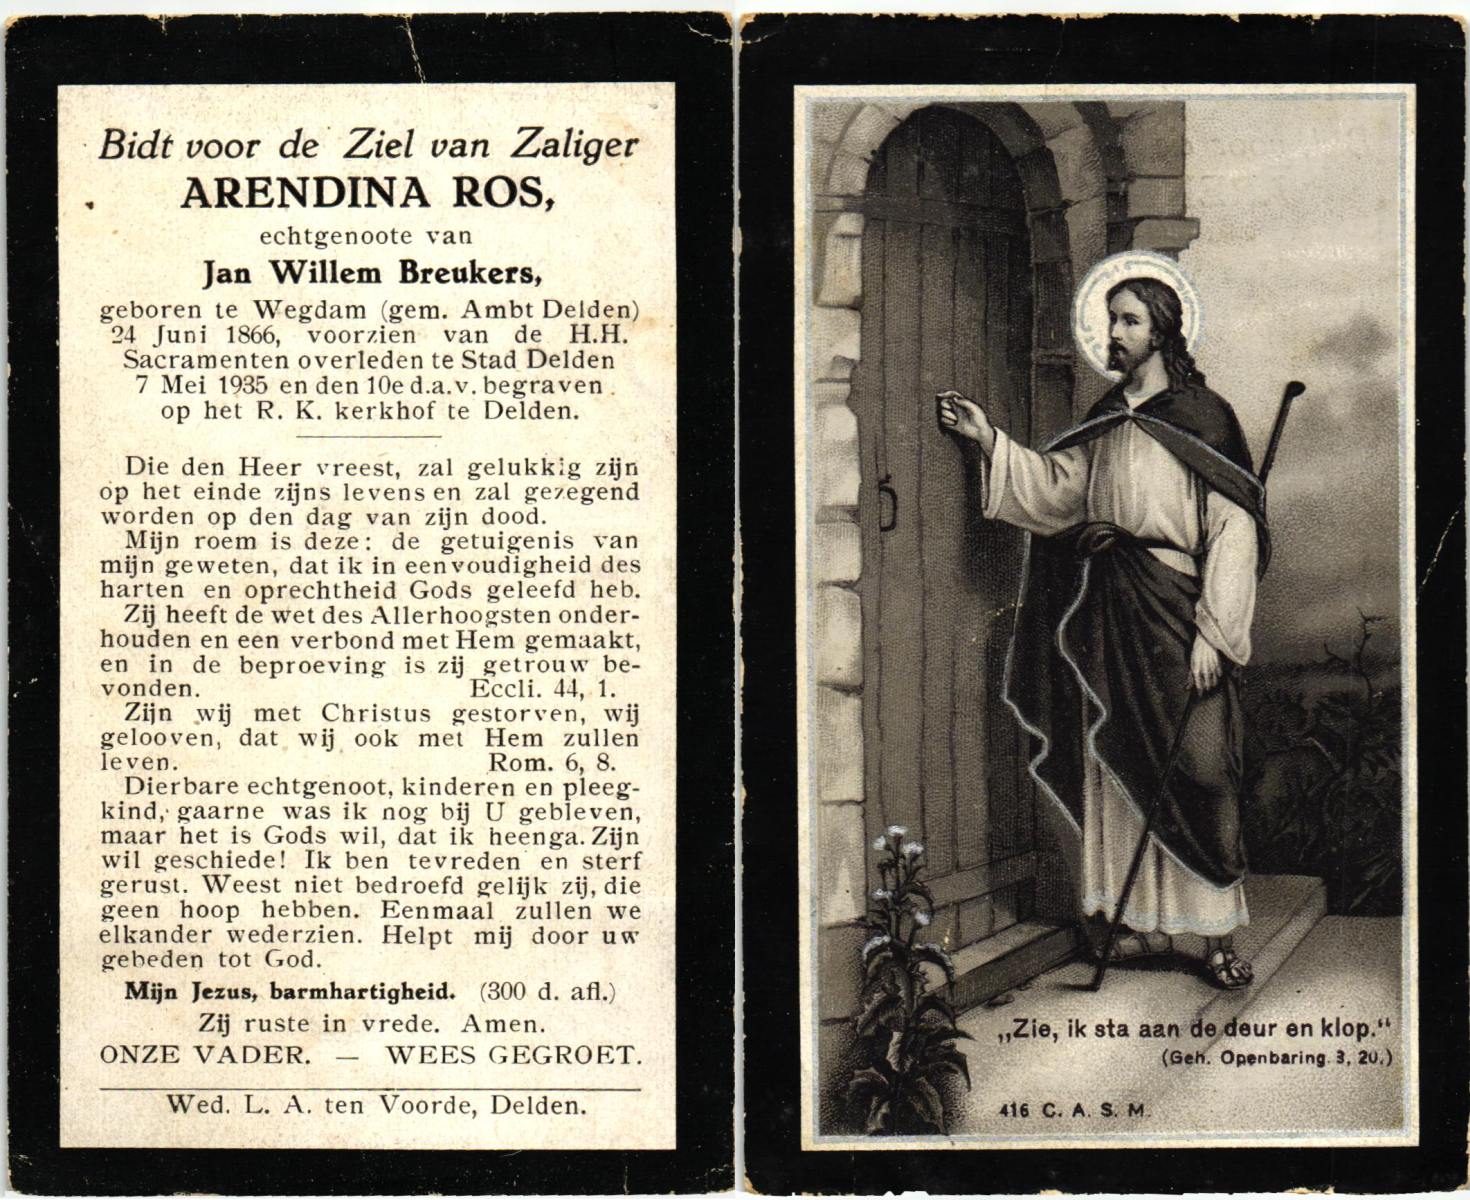 Bidt voor de Ziel van Zaliger
ARENDINA ROS,
echtgenoote van
Jan Willem Breukers,
geboren te Wegdam (gem. Ambt Delden)
24 Juni 1866, voorzien van de H.H.
Sacramenten overleden te Stad Delden
7 Mei 1935 en den 10e d.a.v. begraven
op het R. K. kerkhof te Delden.
Die den Heer vreest, zal gelukkig zijn
op het einde zijns levens en zal gezegend
worden op den dag van zijn dood.
Mijn roem is deze: de getuigenis van
mijn geweten, dat ik in eenvoudigheid des
harten en oprechtheid Gods geleefd heb.
Zij heeft de wet des Allerhoogsten onder-
houden en een verbond met Hem gemaakt,
en in de beproeving is zij getrouw be-
vonden. Eccli. 44, 1.
Zijn wij met Christus gestorven, wij
gelooven, dat wij ook met Hem zullen
leven. Rom. 6, 8.
Dierbare echtgenoot, kinderen en pleeg-
kind, gaarne was ik nog bij U gebleven,
maar het is Gods wil, dat ik heenga. Zijn
wil geschiede! Ik ben tevreden en sterf
gerust. Weest niet bedroefd gelijk zij, die
geen hoop hebben. Eenmaal zullen we
elkander wederzien. Helpt mij door uw
gebeden tot God.
Mijn Jezus, barmhartigheid. (300 d. afl.)
Zij ruste in vrede. Amen.
ONZE VADER. — WEES GEGROET.
Wed. L. A. ten Voorde, Delden.
„Zie, ik sta aan de deur en klop.“
(Geh. Openbaring. 3, 20.)
416 C. A. S. M.